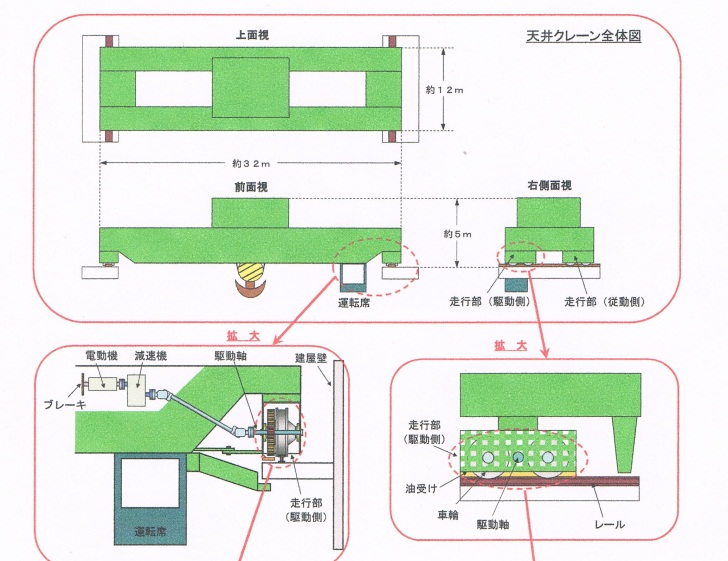 天井クレーン全体図
上面視
約12m
約32m
前面視
右側面視
約5m
運転席
走行部（駆動側）
走行部（従動側）
拡 大
拡 大
電動機
減速機
駆動軸
建屋壁
ブレーキ
走行部
（駆動側）
運転席
走行部
（駆動側）
油受け
車輪
駆動軸
レール